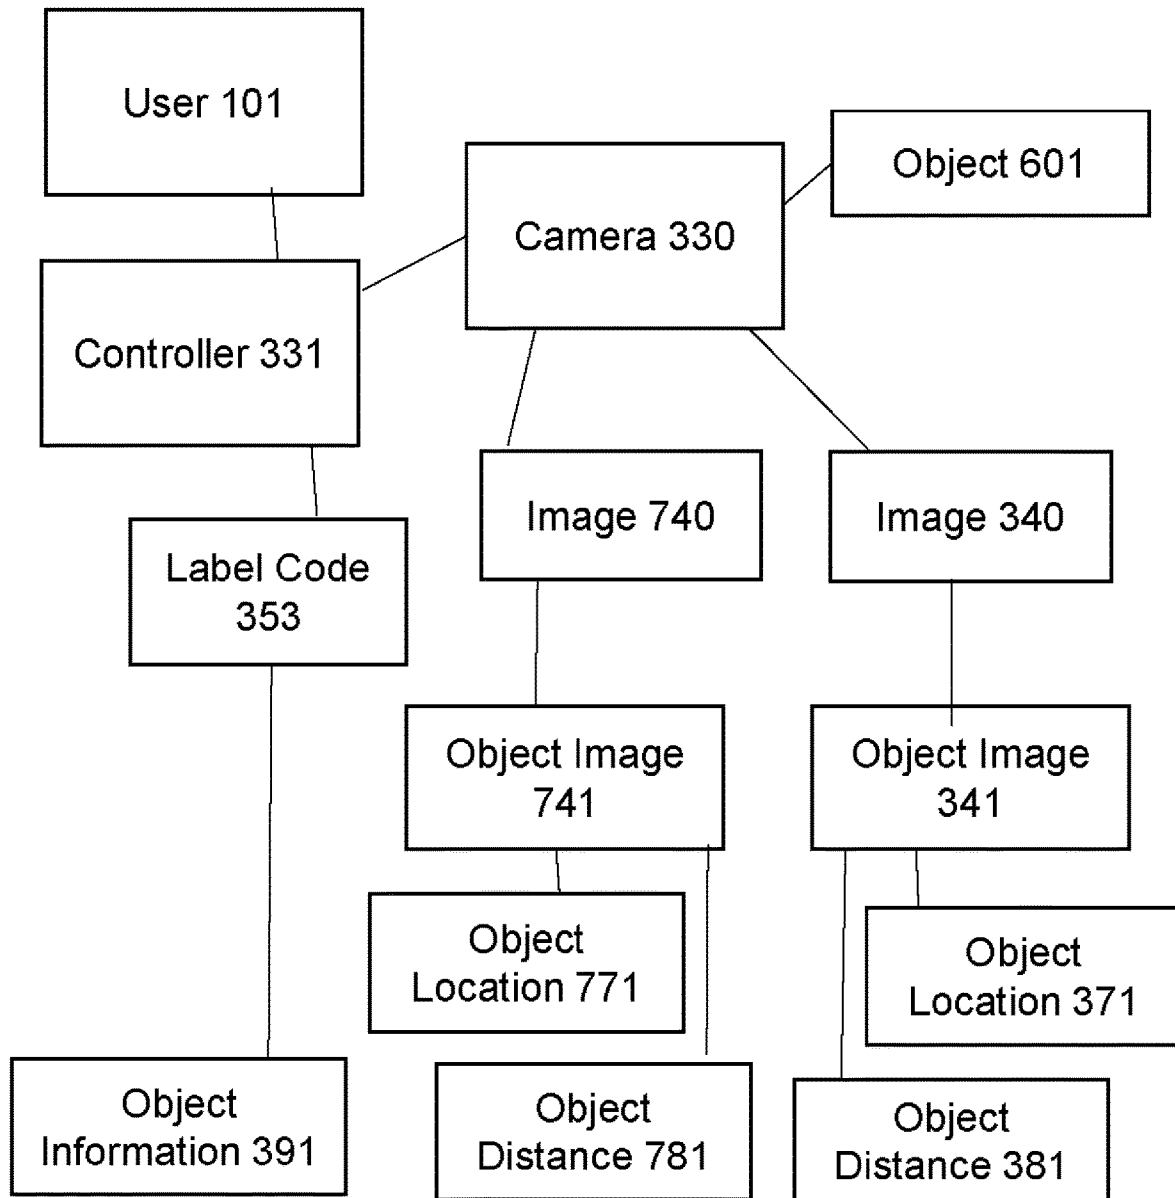 User 101
Object 601
Camera 330
Controller 331
Image 740
Image 340
Label Code
353
Object Image
741
Object Image
341
Object
Location 771
Object
Location 371
Object
Information 391
Object
Distance 781
Object
Distance 381